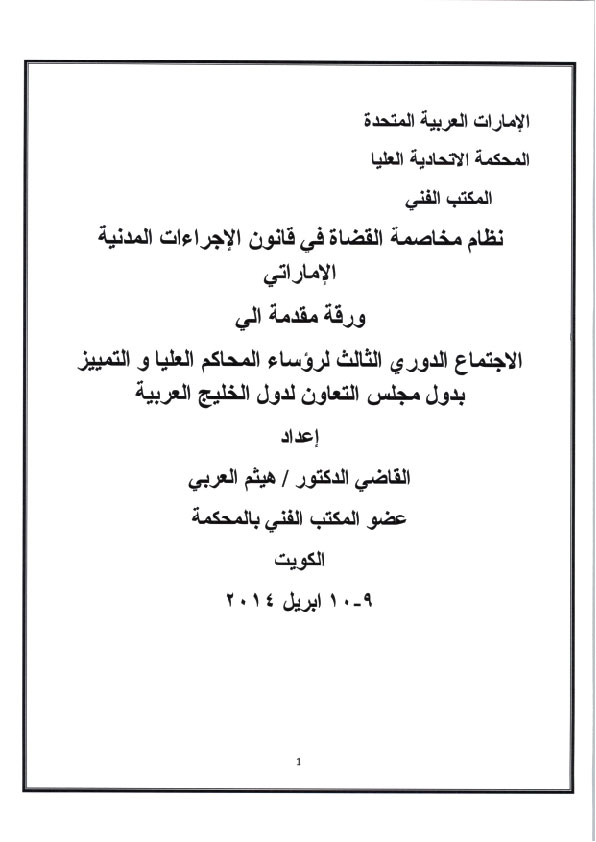 الإمارات العربية المتحدة
المحكمة الاتحادية العليا
المكتب الفني
نظام مخاصمة القضاة في قانون الإجراءات المدنية
الإماراتي
ورقة مقدمة الي
الاجتماع الدوري الثالث لرؤساء المحاكم العليا و التمييز
بدول مجلس التعاون لدول الخليج العربية
إعداد
القاضي الدكتور / هيثم العربي
عضو المكتب الفني بالمحكمة
الكويت
٩-١٠ ابريل ٢٠١٤
1